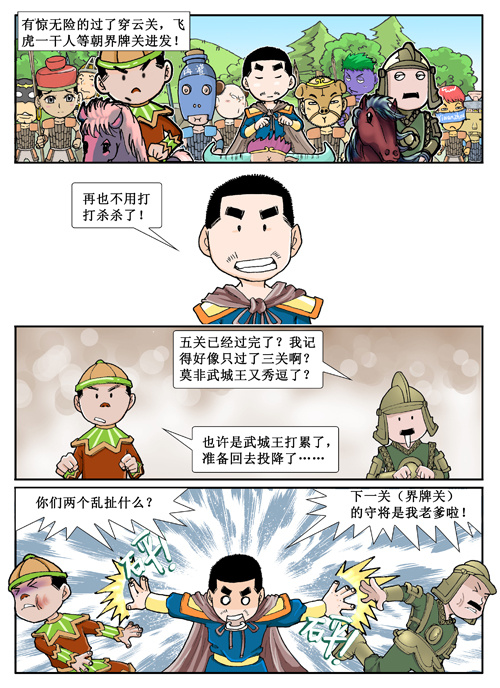 有惊无险的过了穿云关，飞
虎一干人等朝界牌关进发！
再也不用打
打杀杀了！
五关已经过完了？我记
得好像只过了三关啊？
莫非武城王又秀逗了？
也许是武城王打累了，
准备回去投降了……
你们两个乱扯什么？
下一关（界牌关）
的守将是我老爹啦！
砰！
砰！